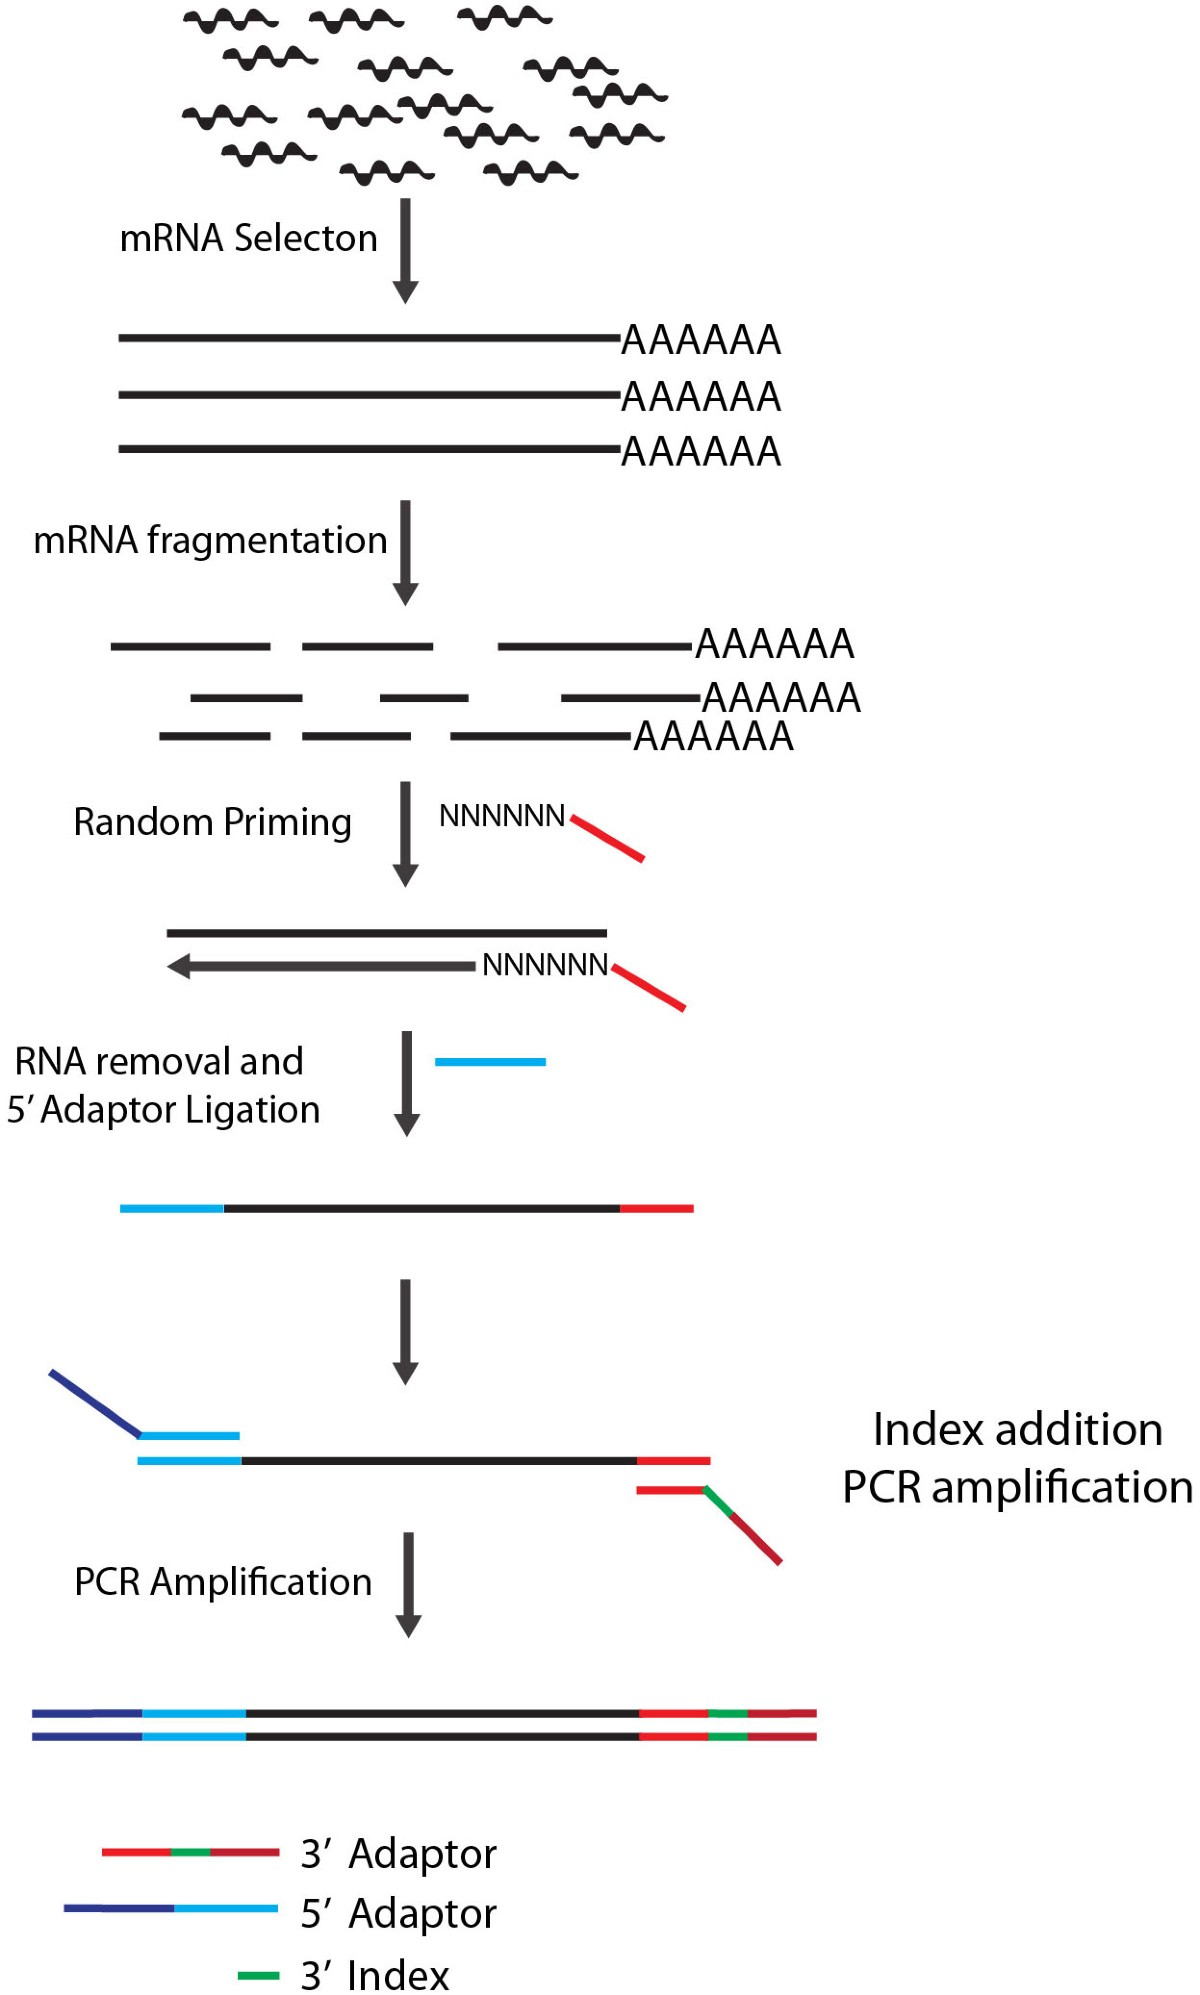 mRNA Selecton
AAAAAA
AAAAAA
AAAAAA
mRNA fragmentation
AAAAAA
AAAAAA
AAAAAA
Random Priming
NNNNNN
NNNNNN
RNA removal and
5’ Adaptor Ligation
Index addition
PCR amplification
PCR Amplification
3’ Adaptor
5’ Adaptor
3’ Index